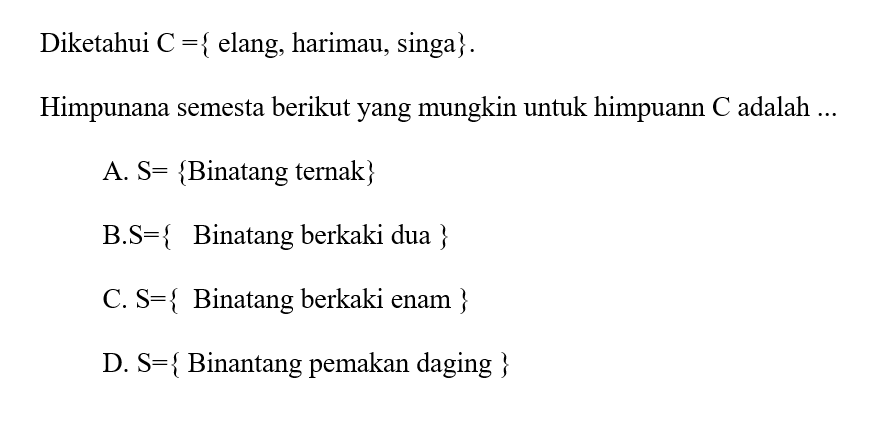 Diketahui C ={ elang, harimau, singa}.
Himpunana semesta berikut yang mungkin untuk himpuann C adalah ...
A. S= {Binatang ternak}
B.S={ Binatang berkaki dua }
C. S={ Binatang berkaki enam }
D. S={ Binantang pemakan daging }